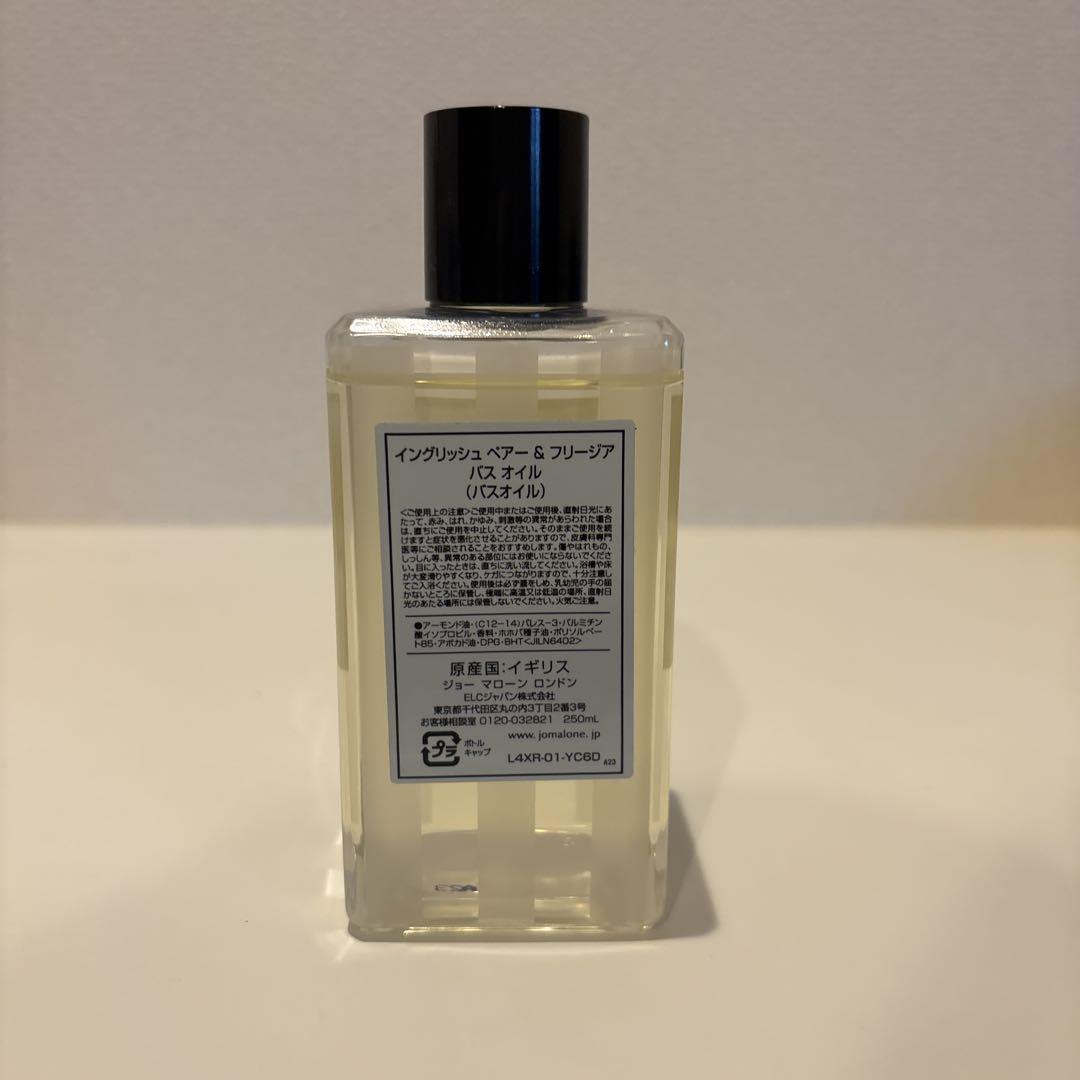 イングリッシュ ペアー & フリージア
バス オイル
(バスオイル)
<ご使用上の注意>ご使用中またはご使用後、直射日光にあ
たって、赤み、はれ、かゆみ、刺激等の異常があらわれた場合
は、直ちにご使用を中止してください。そのままご使用を続
けますと症状を悪化させることがありますので、皮膚科専門
医等にご相談されることをおすすめします。傷やはれもの、
しっしん等、異常のある部位にはお使いにならないでくださ
い。目に入ったときは、直ちに洗い流してください。浴槽や床
が大変滑りやすくなり、ケガにつながりますので、十分注意し
てご入浴ください。使用後は必ず蓋をしめ、乳幼児の手の届
かないところに保管し、極端に高温又は低温の場所、直射日
光のあたる場所には保管しないでください。火気ご注意。
●アーモンド油・(C12-14)パレス-3・パルミチン
酸イソプロピル・香料・ホホバ種子油・ポリソルベー
ト85・アボカド油・DPG・BHT<JILN6402>
原産国:イギリス
ジョー マローン ロンドン
ELCジャパン株式会社
東京都千代田区丸の内3丁目2番3号
お客様相談室 0120-032821 250mL
www.jomalone.jp
プラ ボトル
キャップ
L4XR-01-YC6D A23